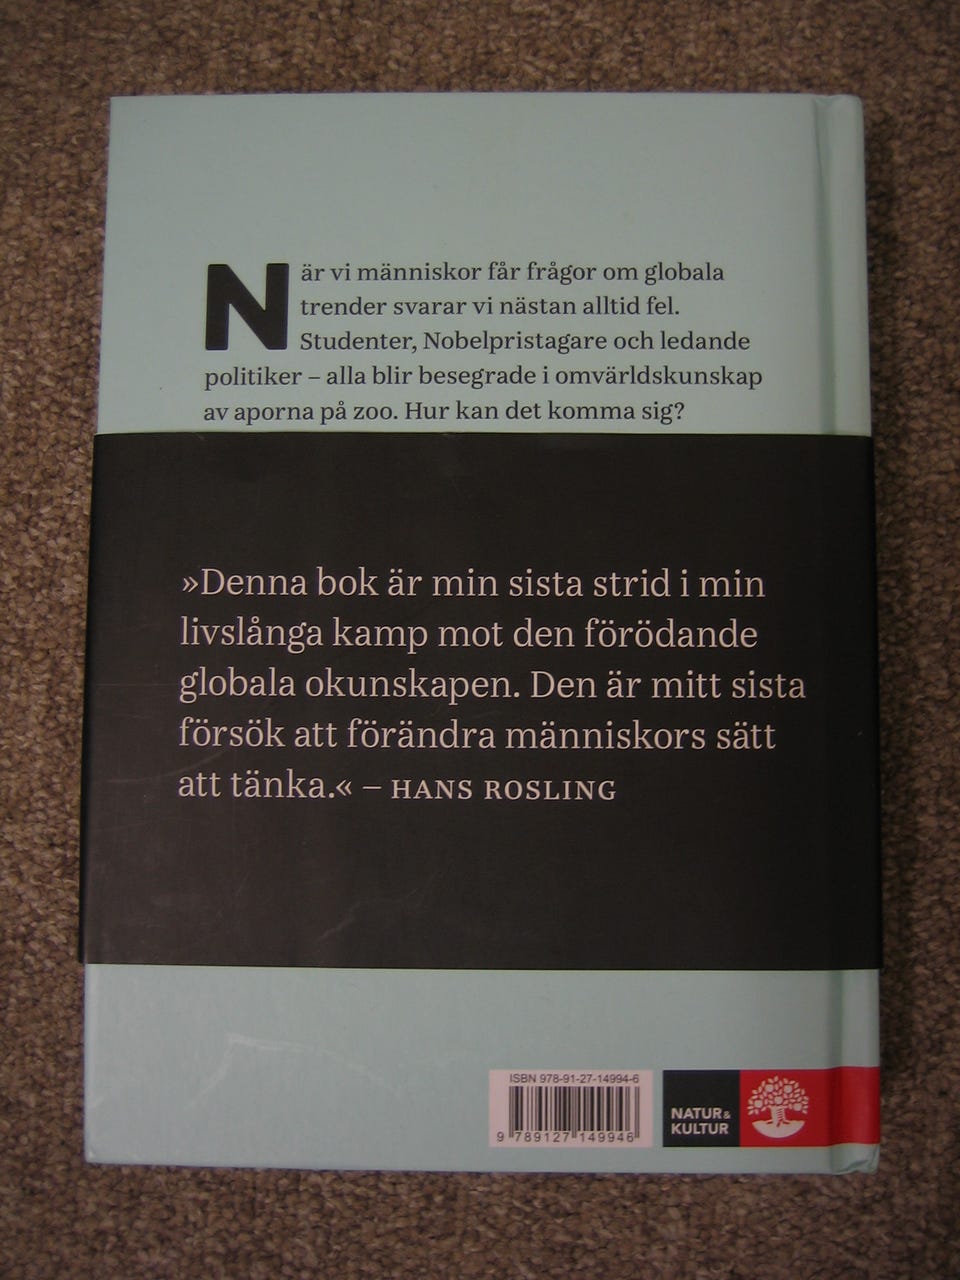 När vi människor får frågor om globala
trender svarar vi nästan alltid fel.
Studenter, Nobelpristagare och ledande
politiker – alla blir besegrade i omvärldskunskap
av aporna på zoo. Hur kan det komma sig?
»Denna bok är min sista strid i min
livslånga kamp mot den förödande
globala okunskapen. Den är mitt sista
försök att förändra människors sätt
att tänka.« – HANS ROSLING
ISBN 978-91-27-14994-6
9 789127 149946
NATUR &
KULTUR